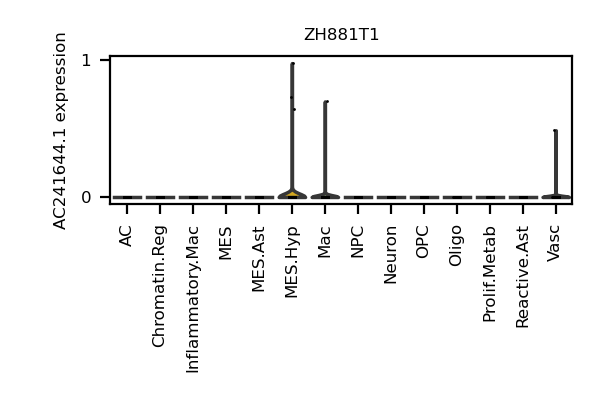 ZH881T1
AC241644.1 expression
1
0
AC
Chromatin.Reg
Inflammatory.Mac
MES
MES.Ast
MES.Hyp
Mac
NPC
Neuron
OPC
Oligo
Prolif.Metab
Reactive.Ast
Vasc